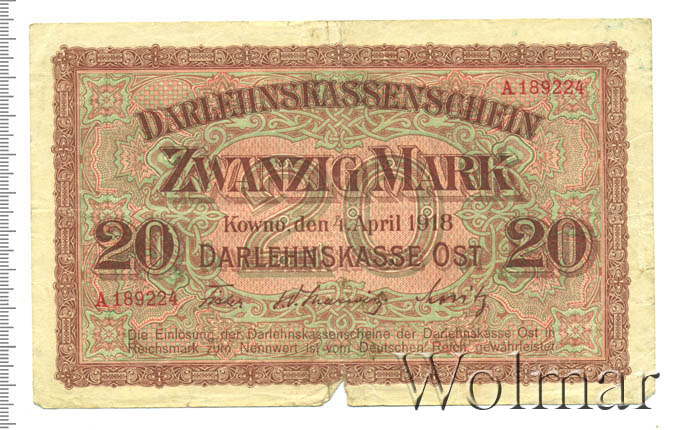 A.189224
DARLEHNSKASSENSCHEIN
ZWANZIG MARK
20 20 20
Kowno, den 4. April 1918
DARLEHNSKASSE OST
A.189224
Die Einlösung der Darlehnskassenscheine der Darlehnskasse Ost in
Reichsmark zum Nennwert ist vom Deutschen Reich gewährleistet
Wolmar